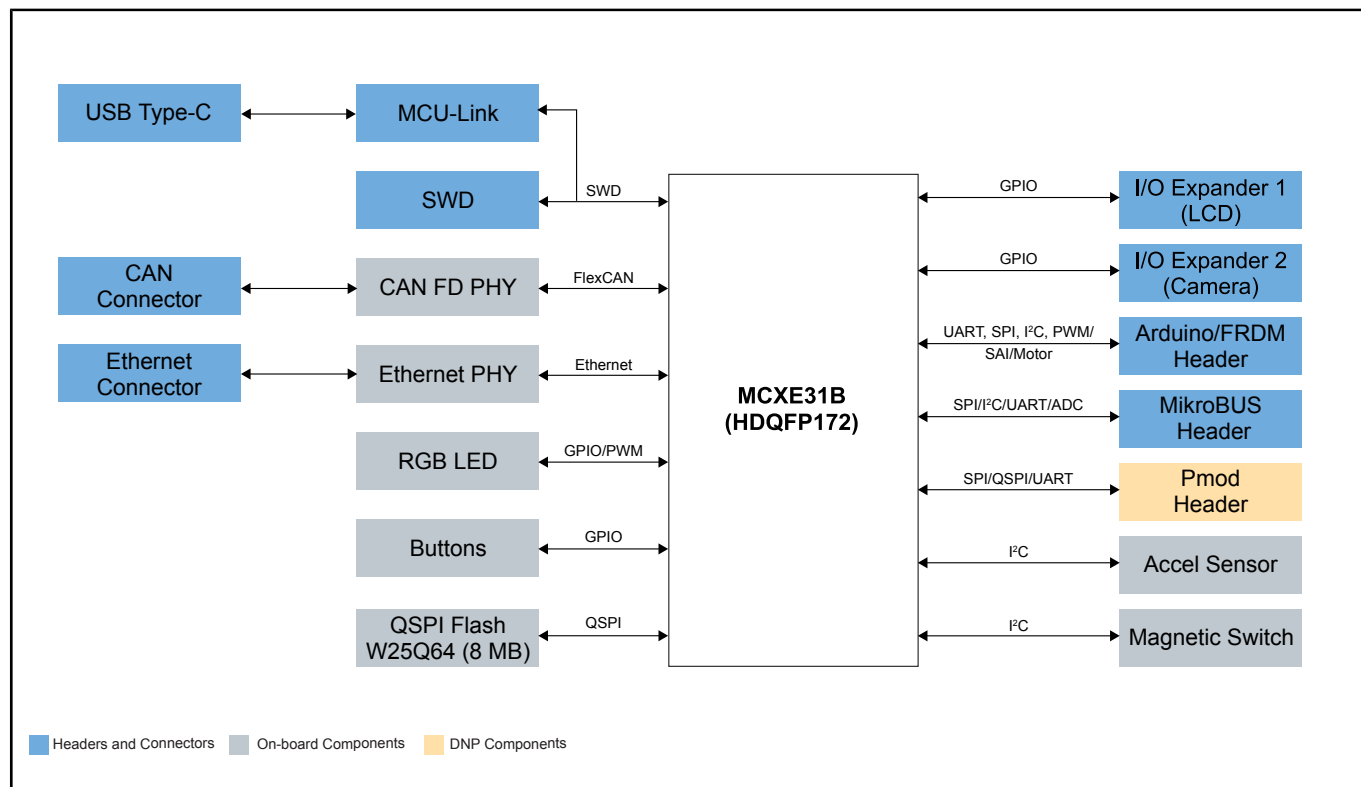 USB Type-C
MCU-Link
SWD
SWD
CAN
Connector
CAN FD PHY
FlexCAN
Ethernet
Connector
Ethernet PHY
Ethernet
RGB LED
GPIO/PWM
Buttons
GPIO
QSPI Flash
W25Q64 (8 MB)
QSPI
MCXE31B
(HDQFP172)
GPIO
I/O Expander 1
(LCD)
GPIO
I/O Expander 2
(Camera)
UART, SPI, I²C, PWM/
SAI/Motor
Arduino/FRDM
Header
SPI/I²C/UART/ADC
MikroBUS
Header
SPI/QSPI/UART
Pmod
Header
I²C
Accel Sensor
I²C
Magnetic Switch
Headers and Connectors
On-board Components
DNP Components